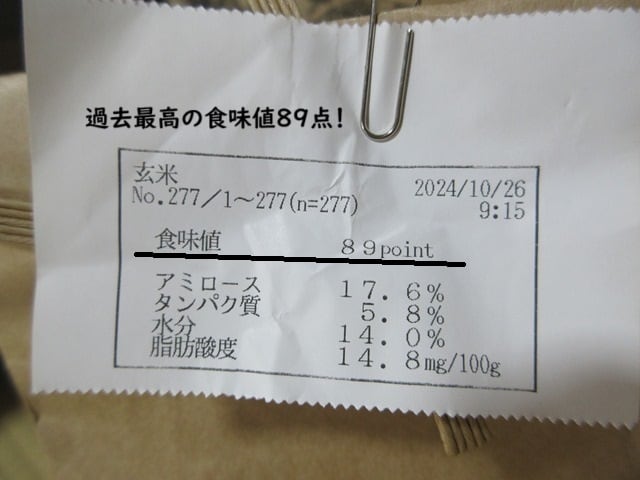 過去最高の食味値89点!
玄米
2024/10/26
No.277/1～277(n=277)
9:15
食味値 89point
アミロース 17.6%
タンパク質 5.8%
水分 14.0%
脂肪酸度 14.8mg/100g